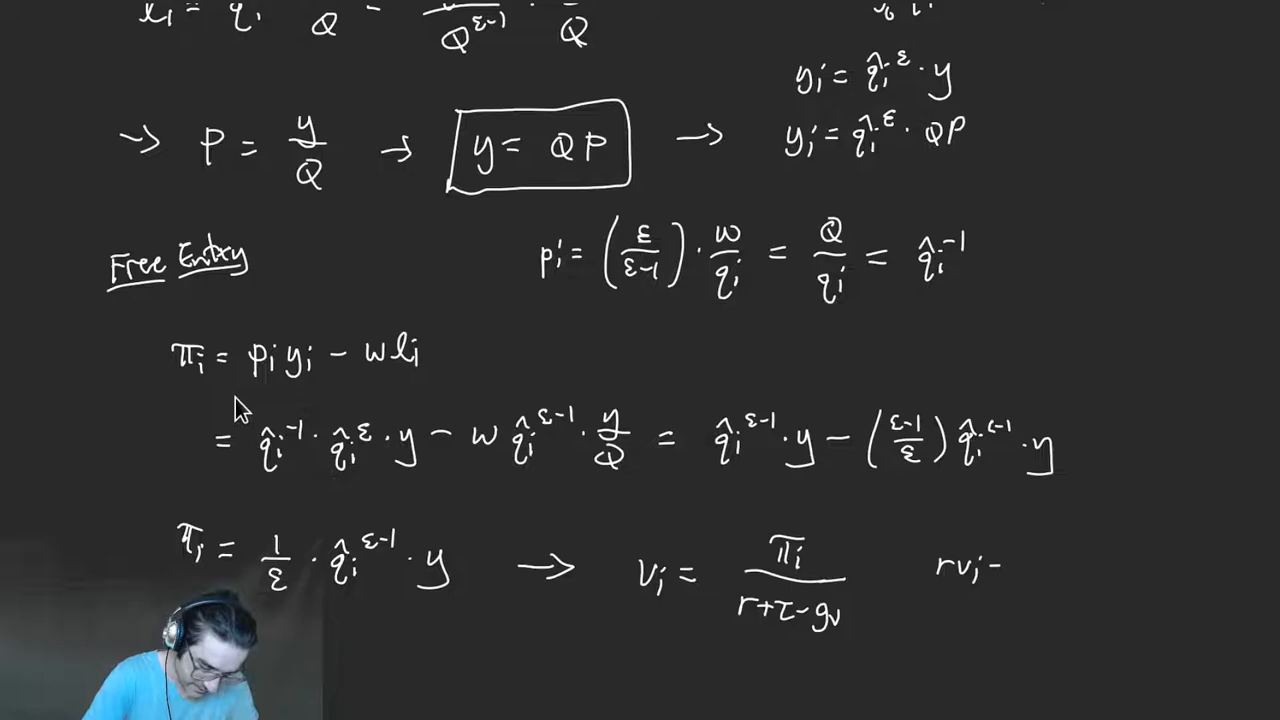 Q Q^{ε-1} Q
y_i = q̂_i^ε · y
→ P = y/Q → y = QP → y_i = q̂_i^ε · QP
Free Entry
p_i = (ε/(ε-1)) · w/q_i = Q/q_i = q̂_i^{-1}
π_i = p_i y_i − w l_i
= q̂_i^{-1} · q̂_i^ε · y − w q̂_i^{ε-1} · y/Q = q̂_i^{ε-1} · y − ((ε-1)/ε) q̂_i^{ε-1} · y
π_i = 1/ε · q̂_i^{ε-1} · y → v_i = π_i/(r+τ-g_v) rv_i -